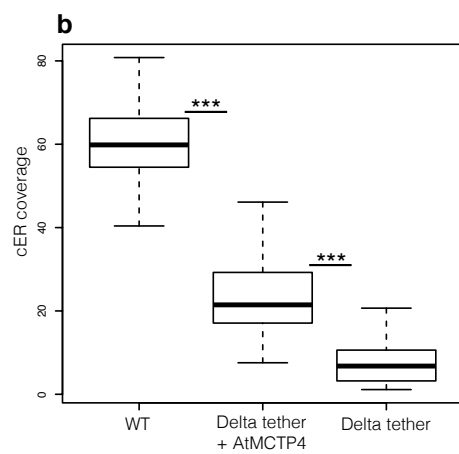 b
80
60
40
20
0
cER coverage
***
***
WT
Delta tether
+ AtMCTP4
Delta tether